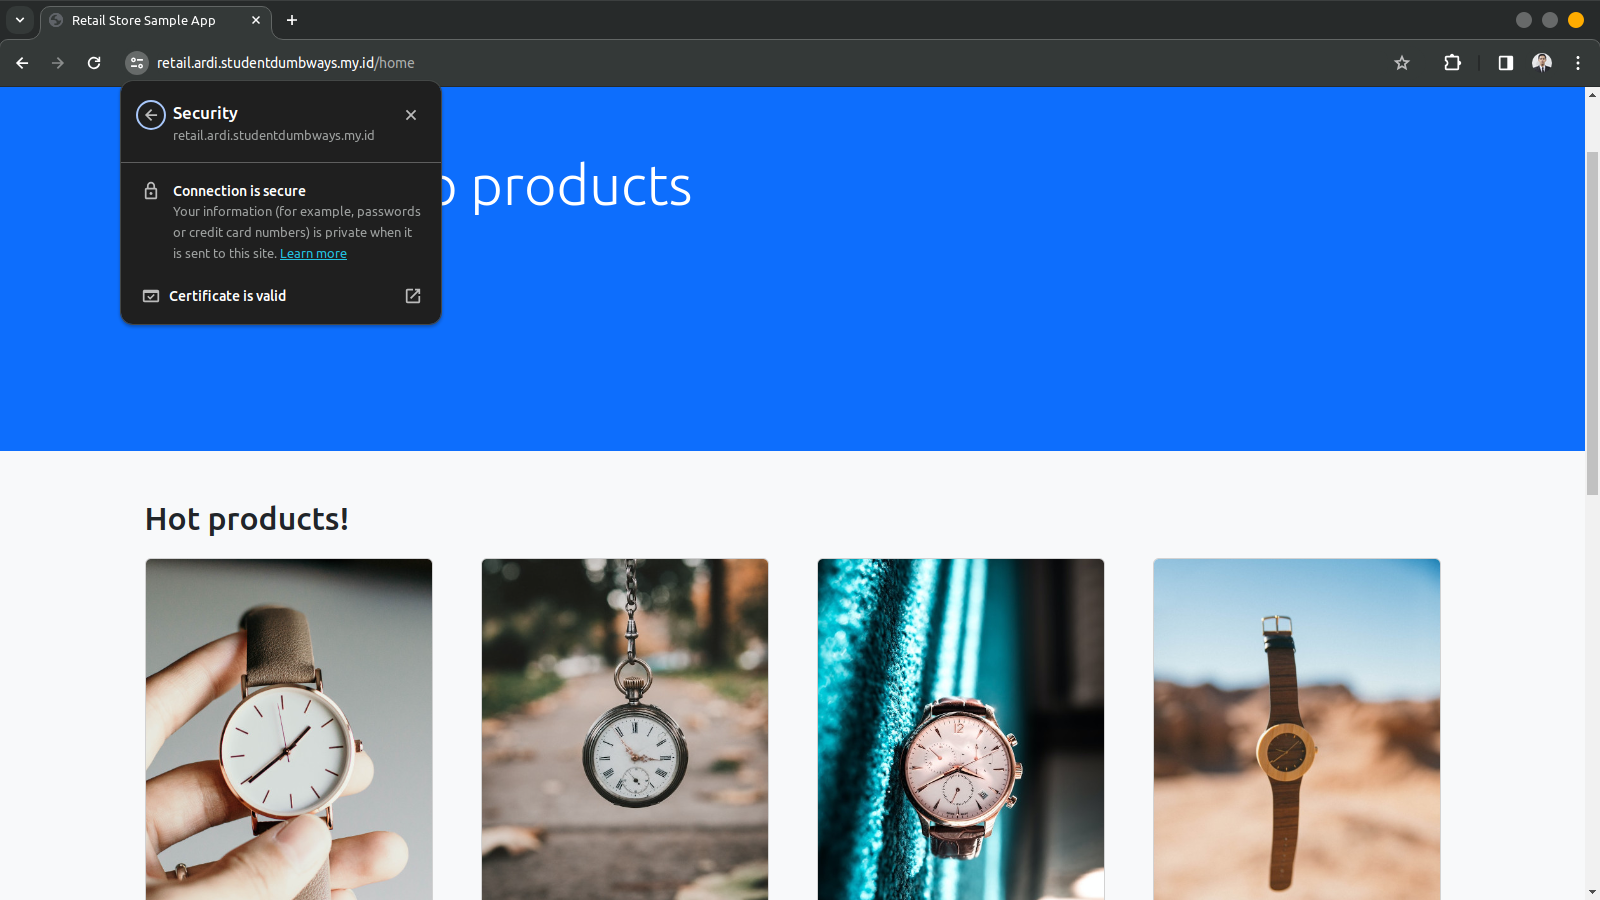 Retail Store Sample App
retail.ardi.studentdumbways.my.id/home
Security
retail.ardi.studentdumbways.my.id
Connection is secure
Your information (for example, passwords
or credit card numbers) is private when it
is sent to this site. Learn more
Certificate is valid
products
Hot products!